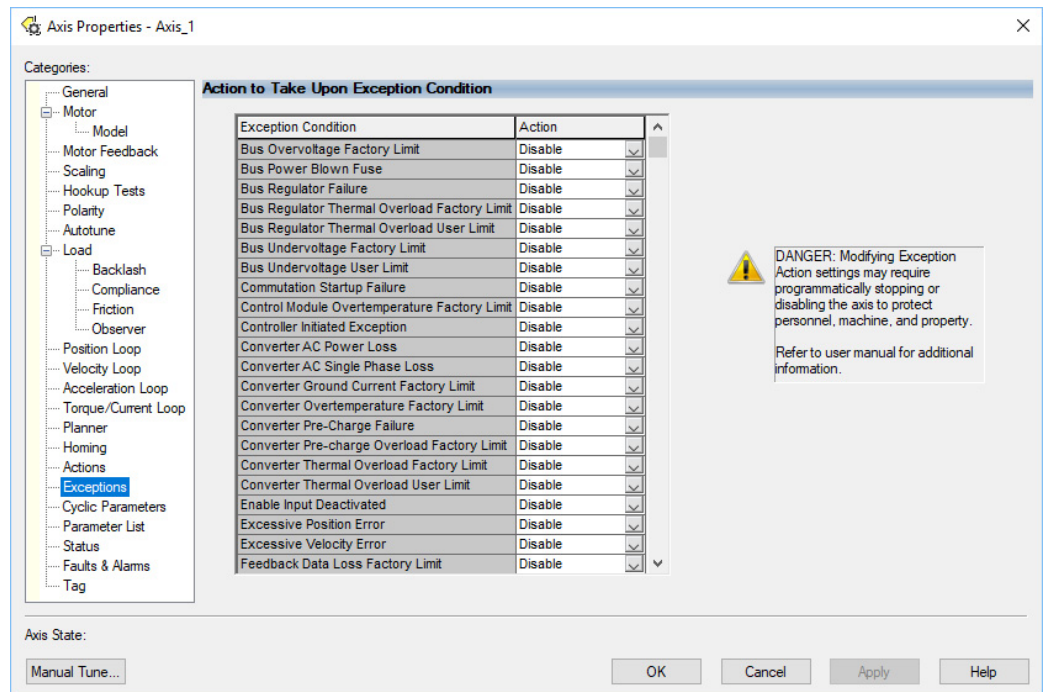 Axis Properties - Axis_1
Categories:
General
Motor
Model
Motor Feedback
Scaling
Hookup Tests
Polarity
Autotune
Load
Backlash
Compliance
Friction
Observer
Position Loop
Velocity Loop
Acceleration Loop
Torque/Current Loop
Planner
Homing
Actions
Exceptions
Cyclic Parameters
Parameter List
Status
Faults & Alarms
Tag
Action to Take Upon Exception Condition
Exception Condition Action
Bus Overvoltage Factory Limit Disable
Bus Power Blown Fuse Disable
Bus Regulator Failure Disable
Bus Regulator Thermal Overload Factory Limit Disable
Bus Regulator Thermal Overload User Limit Disable
Bus Undervoltage Factory Limit Disable
Bus Undervoltage User Limit Disable
Commutation Startup Failure Disable
Control Module Overtemperature Factory Limit Disable
Controller Initiated Exception Disable
Converter AC Power Loss Disable
Converter AC Single Phase Loss Disable
Converter Ground Current Factory Limit Disable
Converter Overtemperature Factory Limit Disable
Converter Pre-Charge Failure Disable
Converter Pre-charge Overload Factory Limit Disable
Converter Thermal Overload Factory Limit Disable
Converter Thermal Overload User Limit Disable
Enable Input Deactivated Disable
Excessive Position Error Disable
Excessive Velocity Error Disable
Feedback Data Loss Factory Limit Disable
DANGER: Modifying Exception
Action settings may require
programmatically stopping or
disabling the axis to protect
personnel, machine, and property.
Refer to user manual for additional
information.
Axis State:
Manual Tune... OK Cancel Apply Help